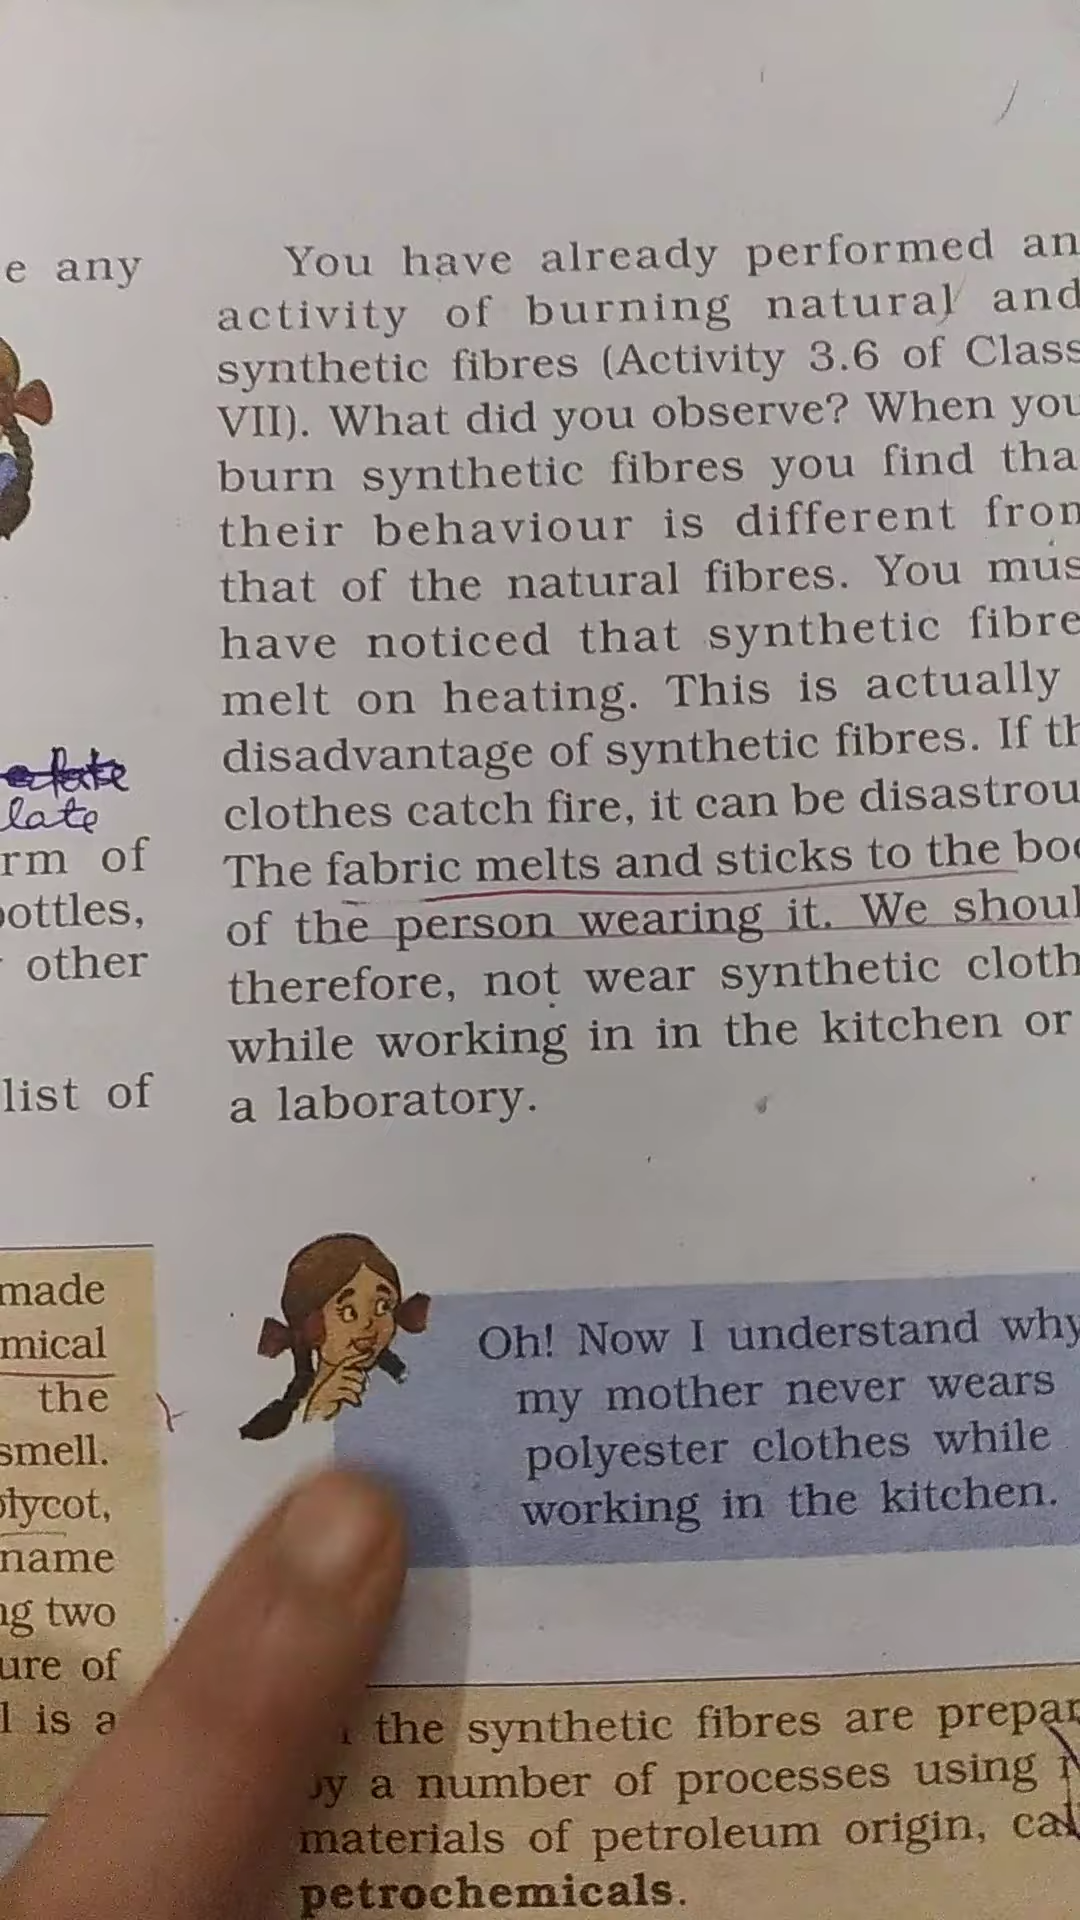 e any
late
rm of
ottles,
other
list of
made
mical
the
smell.
lycot,
name
ng two
ure of
l is a
You have already performed an
activity of burning natural and
synthetic fibres (Activity 3.6 of Class
VII). What did you observe? When you
burn synthetic fibres you find tha
their behaviour is different from
that of the natural fibres. You mus
have noticed that synthetic fibre
melt on heating. This is actually
disadvantage of synthetic fibres. If th
clothes catch fire, it can be disastrou
The fabric melts and sticks to the bod
of the person wearing it. We shoul
therefore, not wear synthetic cloth
while working in in the kitchen or
a laboratory.
Oh! Now I understand why
my mother never wears
polyester clothes while
working in the kitchen.
the synthetic fibres are prepar
by a number of processes using
materials of petroleum origin, cal
petrochemicals.